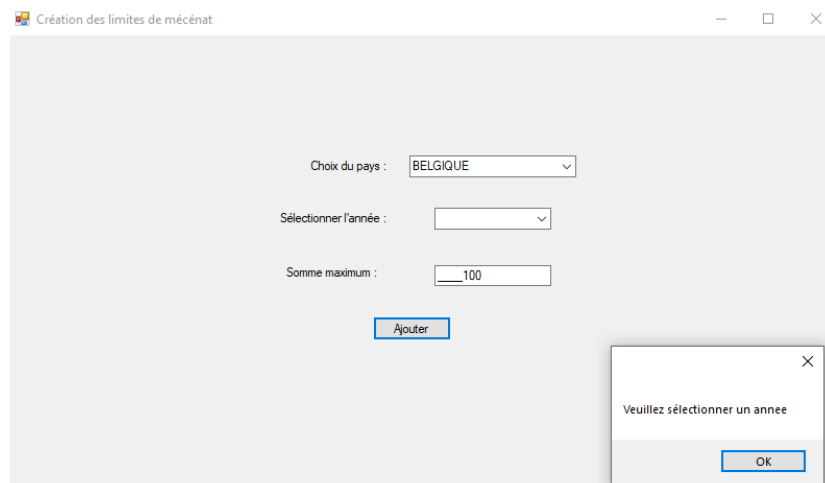 Création des limites de mécénat
Choix du pays :
BELGIQUE
Sélectionner l'année :
Somme maximum :
____100
Ajouter
Veuillez sélectionner un annee
OK